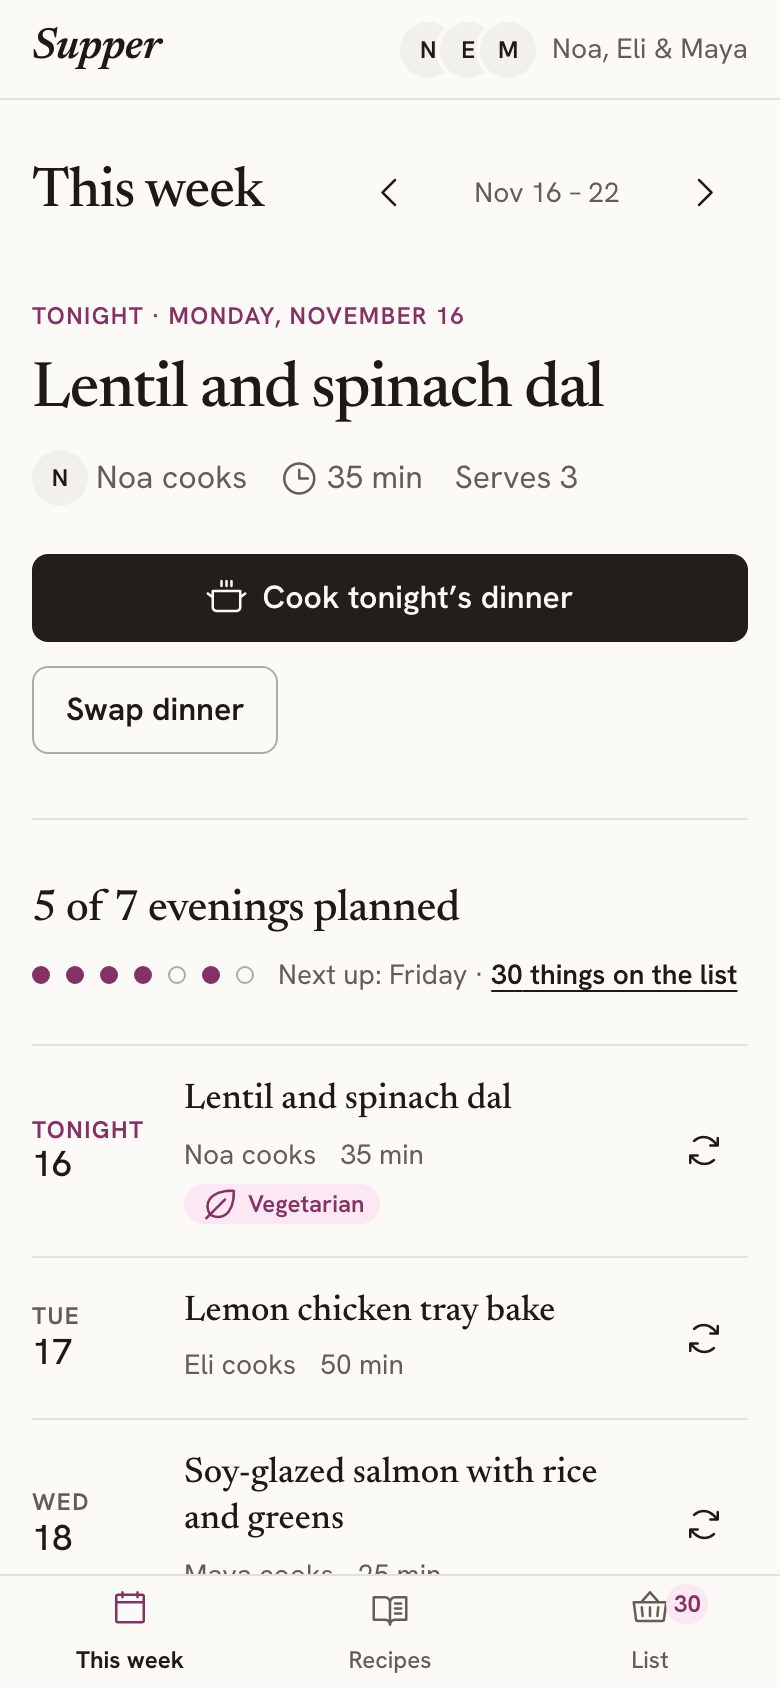 Supper
N E M Noa, Eli & Maya
This week
Nov 16 – 22
TONIGHT · MONDAY, NOVEMBER 16
Lentil and spinach dal
N Noa cooks 35 min Serves 3
Cook tonight’s dinner
Swap dinner
5 of 7 evenings planned
Next up: Friday · 30 things on the list
TONIGHT
16
Lentil and spinach dal
Noa cooks 35 min
Vegetarian
TUE
17
Lemon chicken tray bake
Eli cooks 50 min
WED
18
Soy-glazed salmon with rice
and greens
Maya cooks 25 min
This week
Recipes
30
List